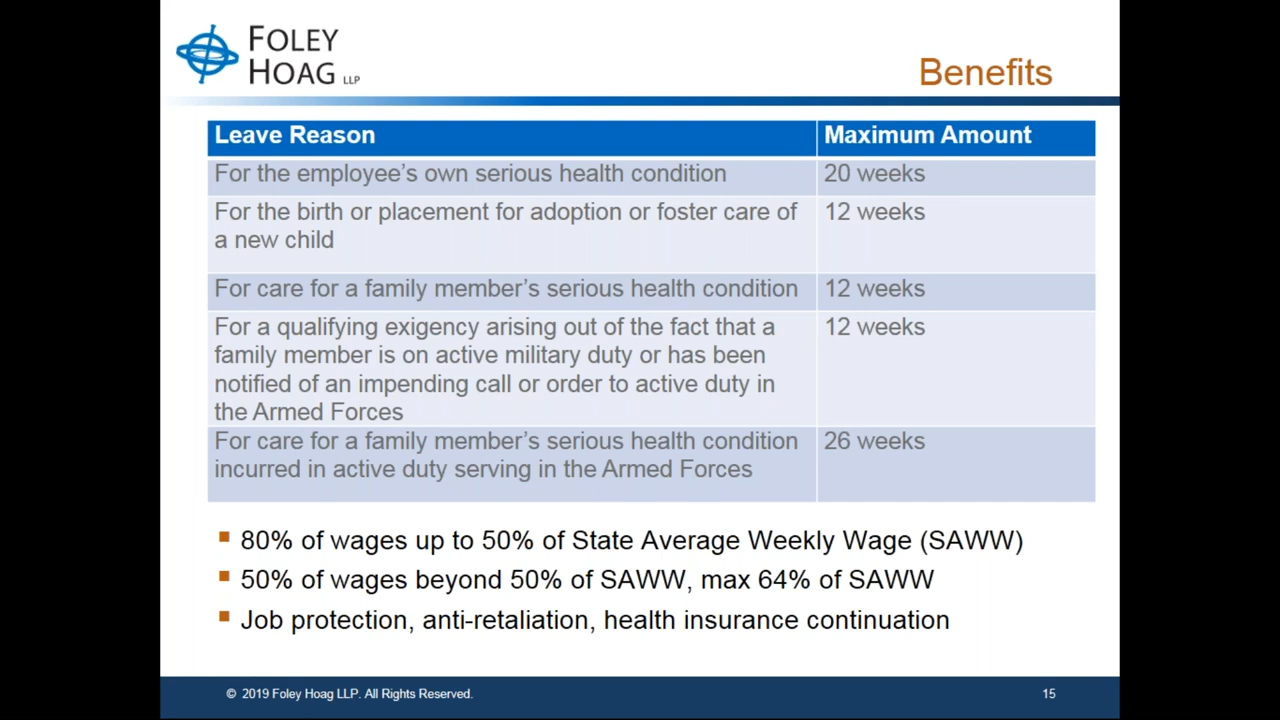 FOLEY
HOAG LLP
Benefits
Leave Reason Maximum Amount
For the employee's own serious health condition 20 weeks
For the birth or placement for adoption or foster care of 12 weeks
a new child
For care for a family member's serious health condition 12 weeks
For a qualifying exigency arising out of the fact that a 12 weeks
family member is on active military duty or has been
notified of an impending call or order to active duty in
the Armed Forces
For care for a family member's serious health condition 26 weeks
incurred in active duty serving in the Armed Forces
80% of wages up to 50% of State Average Weekly Wage (SAWW)
50% of wages beyond 50% of SAWW, max 64% of SAWW
Job protection, anti-retaliation, health insurance continuation
© 2019 Foley Hoag LLP. All Rights Reserved. 15